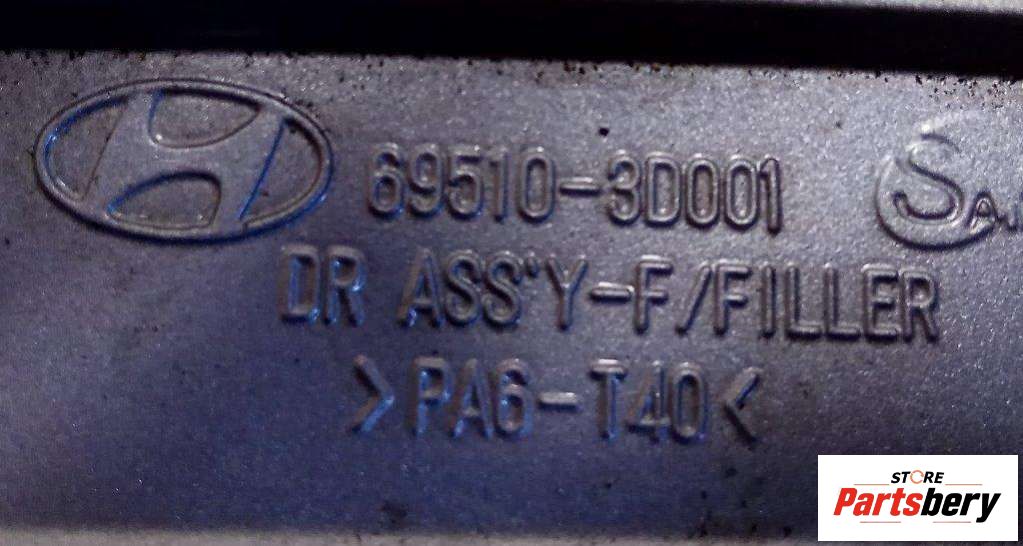 69510-3D001
DR ASS'Y-F/FILLER
>PA6-T40<
STORE
Partsbery